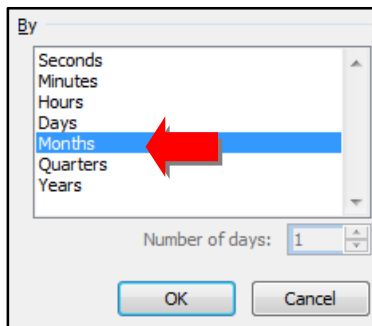 By
Seconds
Minutes
Hours
Days
Months
Quarters
Years
Number of days: 1
OK Cancel